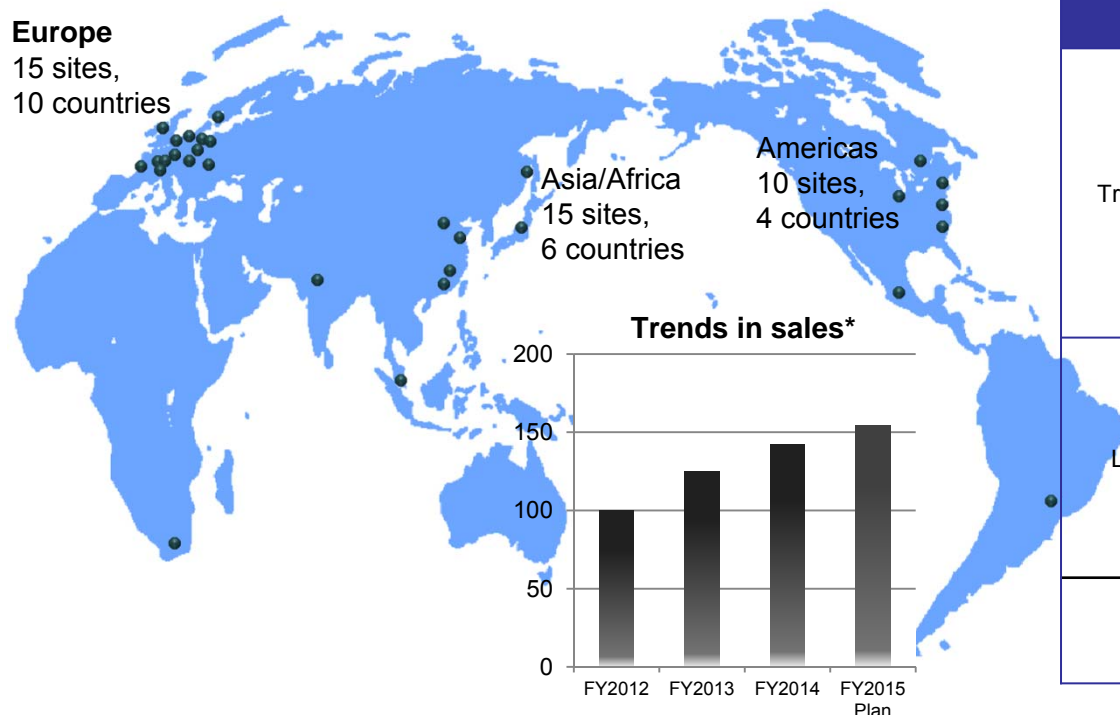 Europe
15 sites,
10 countries
Asia/Africa
15 sites,
6 countries
Americas
10 sites,
4 countries
Trends in sales*
200
150
100
50
0
FY2012
FY2013
FY2014
FY2015
Plan
Tr
L